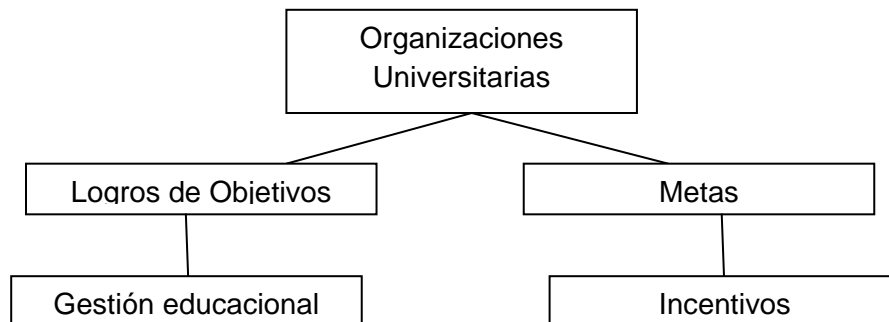 Organizaciones
Universitarias
Logros de Objetivos
Metas
Gestión educacional
Incentivos